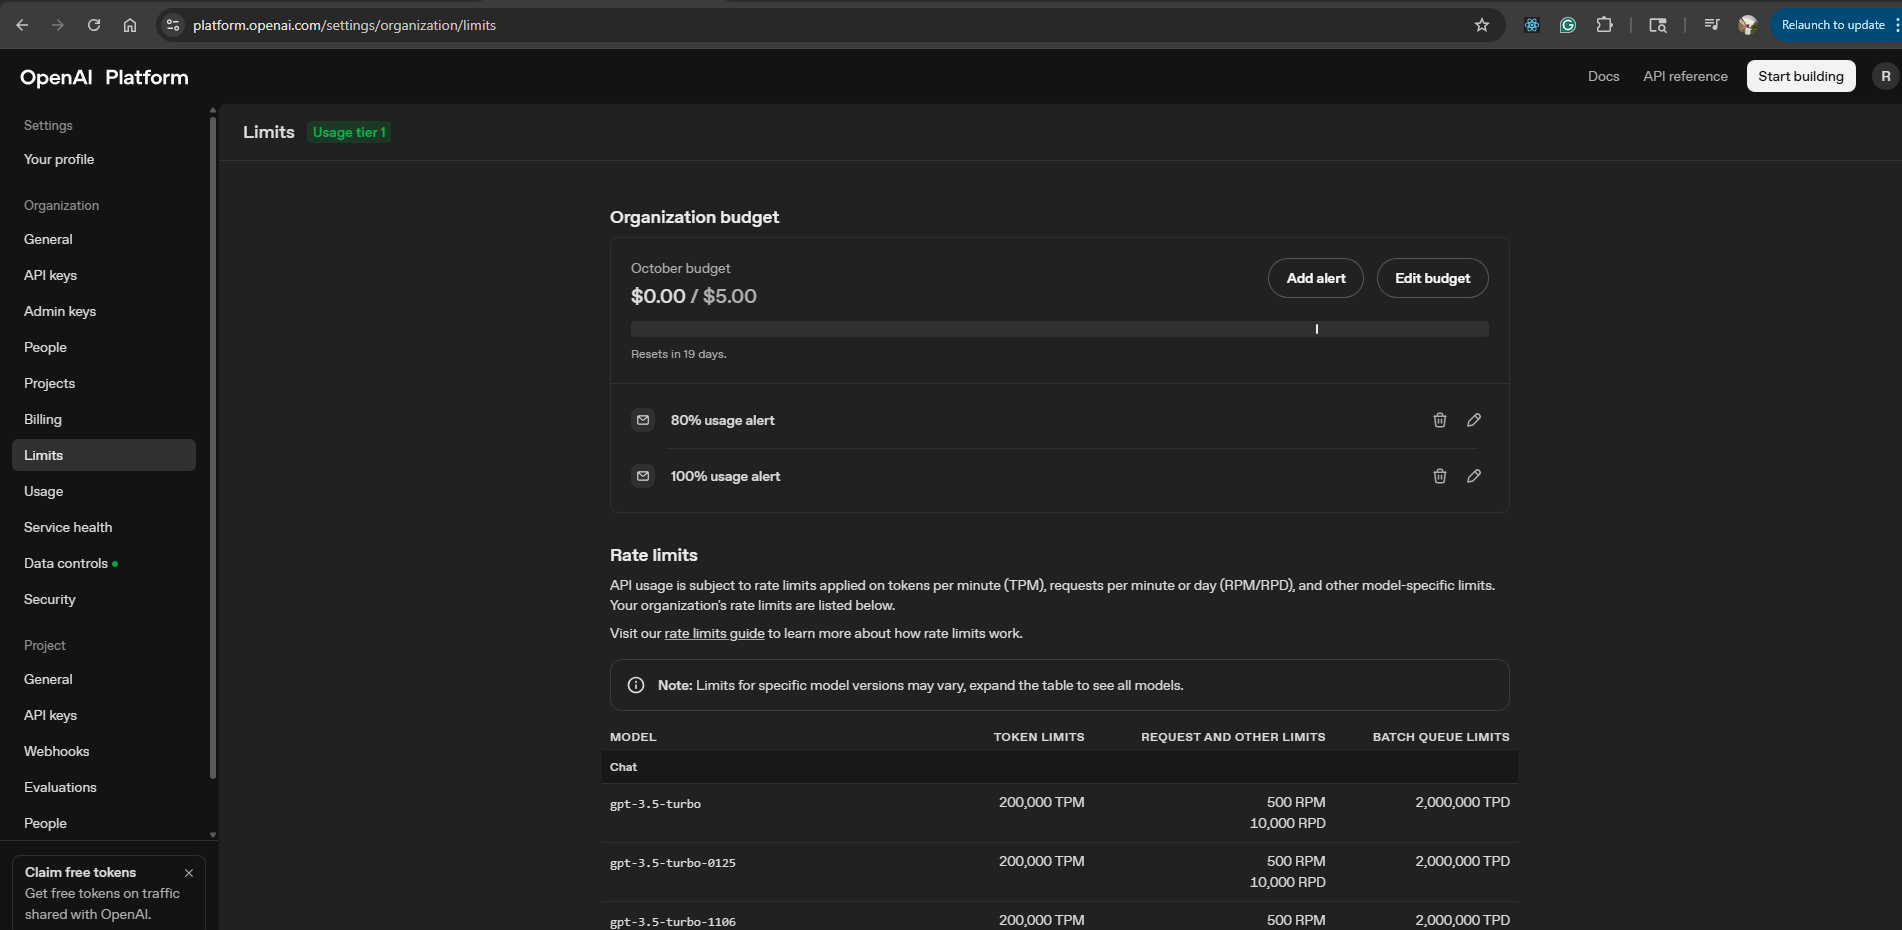 platform.openai.com/settings/organization/limits
Relaunch to update
OpenAI Platform
Docs
API reference
Start building
R
Settings
Your profile
Organization
General
API keys
Admin keys
People
Projects
Billing
Limits
Usage
Service health
Data controls
Security
Project
General
API keys
Webhooks
Evaluations
People
Claim free tokens
Get free tokens on traffic
shared with OpenAI.
Limits Usage tier 1
Organization budget
October budget
$0.00 / $5.00
Add alert
Edit budget
Resets in 19 days.
80% usage alert
100% usage alert
Rate limits
API usage is subject to rate limits applied on tokens per minute (TPM), requests per minute or day (RPM/RPD), and other model-specific limits.
Your organization's rate limits are listed below.
Visit our rate limits guide to learn more about how rate limits work.
Note: Limits for specific model versions may vary, expand the table to see all models.
MODEL TOKEN LIMITS REQUEST AND OTHER LIMITS BATCH QUEUE LIMITS
Chat
gpt-3.5-turbo 200,000 TPM 500 RPM 2,000,000 TPD
10,000 RPD
gpt-3.5-turbo-0125 200,000 TPM 500 RPM 2,000,000 TPD
10,000 RPD
gpt-3.5-turbo-1106 200,000 TPM 500 RPM 2,000,000 TPD